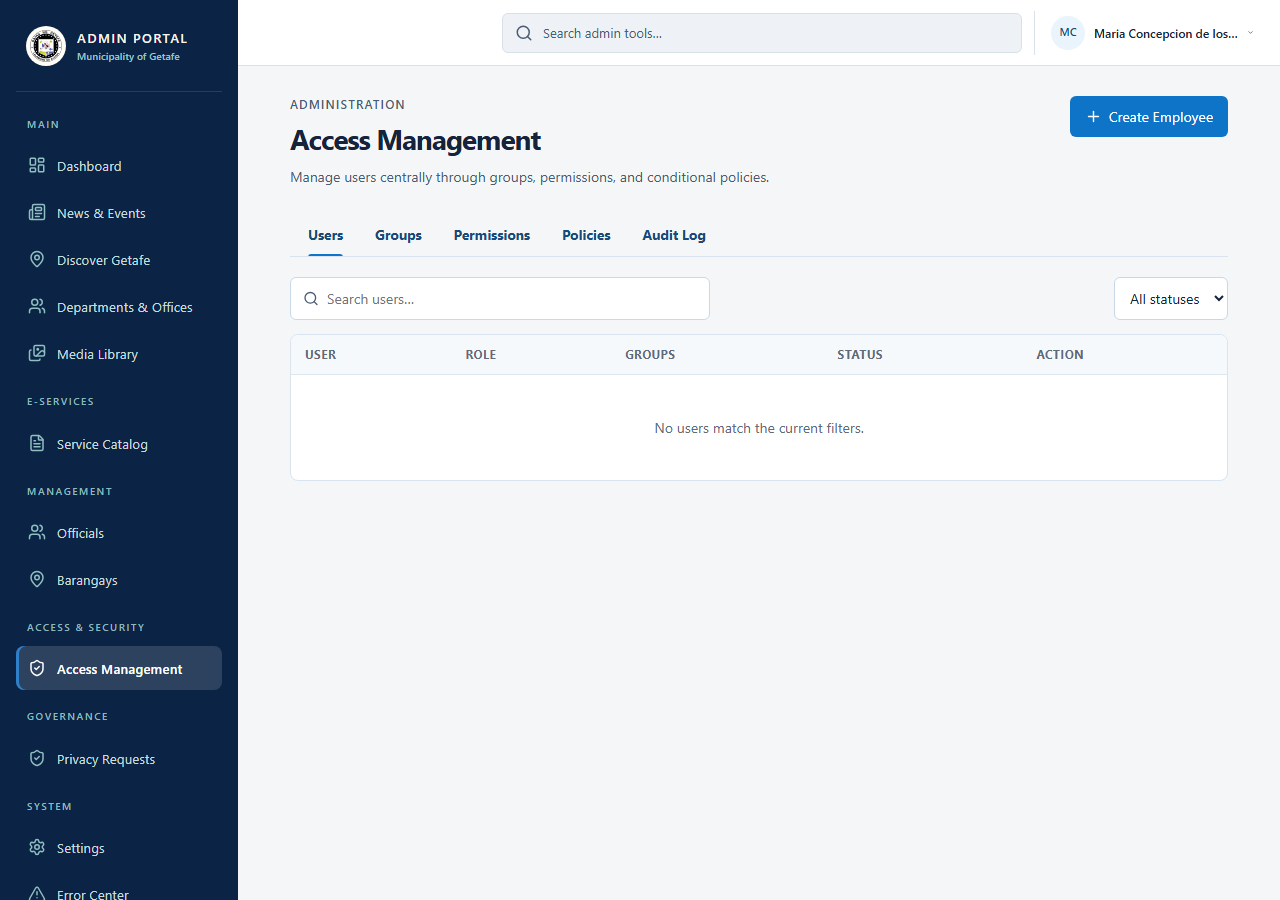 ADMIN PORTAL
Municipality of Getafe
MAIN
Dashboard
News & Events
Discover Getafe
Departments & Offices
Media Library
E-SERVICES
Service Catalog
MANAGEMENT
Officials
Barangays
ACCESS & SECURITY
Access Management
GOVERNANCE
Privacy Requests
SYSTEM
Settings
Error Center
Search admin tools...
MC
Maria Concepcion de los...
ADMINISTRATION
Access Management
Manage users centrally through groups, permissions, and conditional policies.
Create Employee
Users Groups Permissions Policies Audit Log
Search users...
All statuses
USER ROLE GROUPS STATUS ACTION
No users match the current filters.